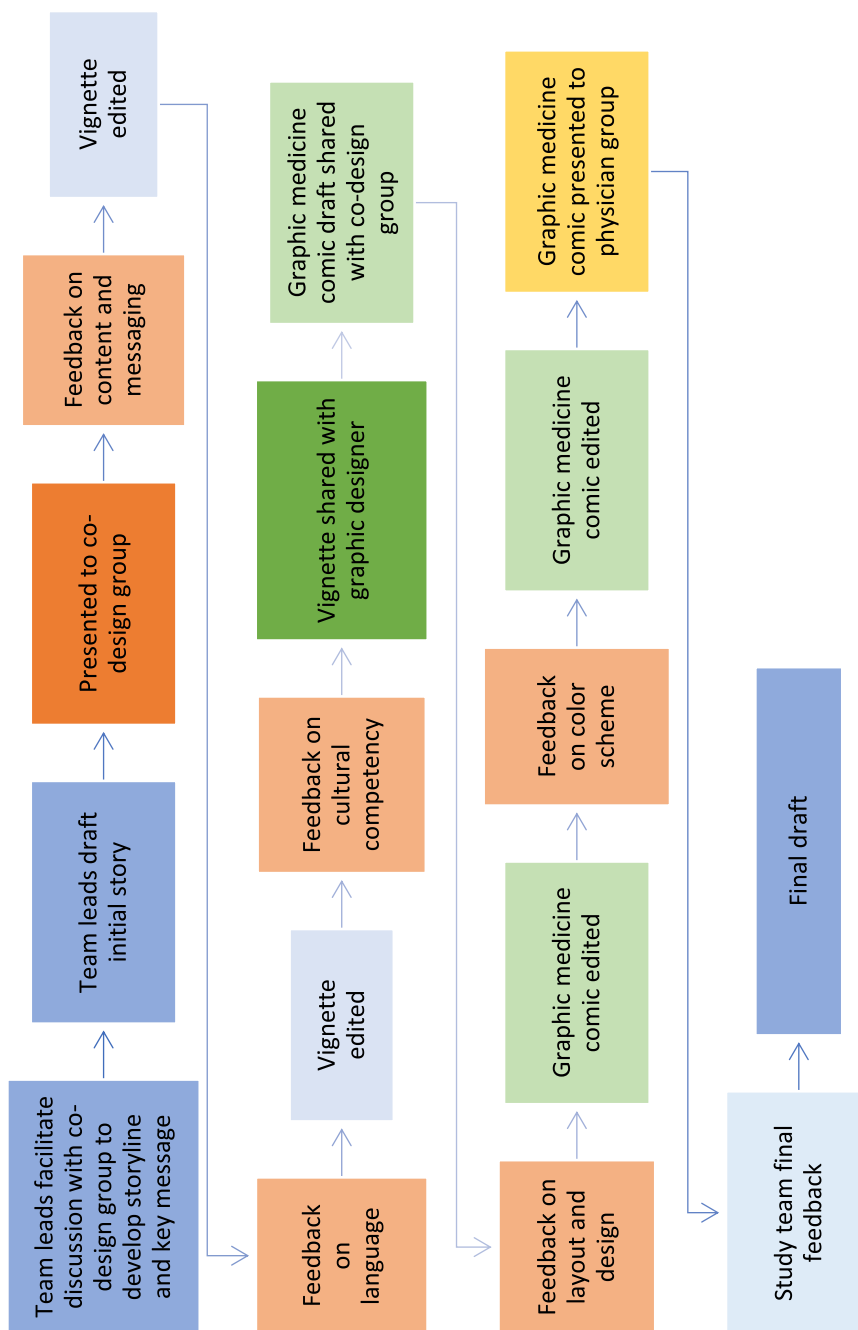 Team leads facilitate
discussion with co-
design group to
develop storyline
and key message
Team leads draft
initial story
Presented to co-
design group
Feedback on
content and
messaging
Vignette
edited
Feedback
on
language
Vignette
edited
Feedback on
cultural
competency
Vignette shared with
graphic designer
Graphic medicine
comic draft shared
with co-design
group
Feedback on
layout and
design
Graphic medicine
comic edited
Feedback
on color
scheme
Graphic medicine
comic edited
Graphic medicine
comic presented to
physician group
Study team final
feedback
Final draft